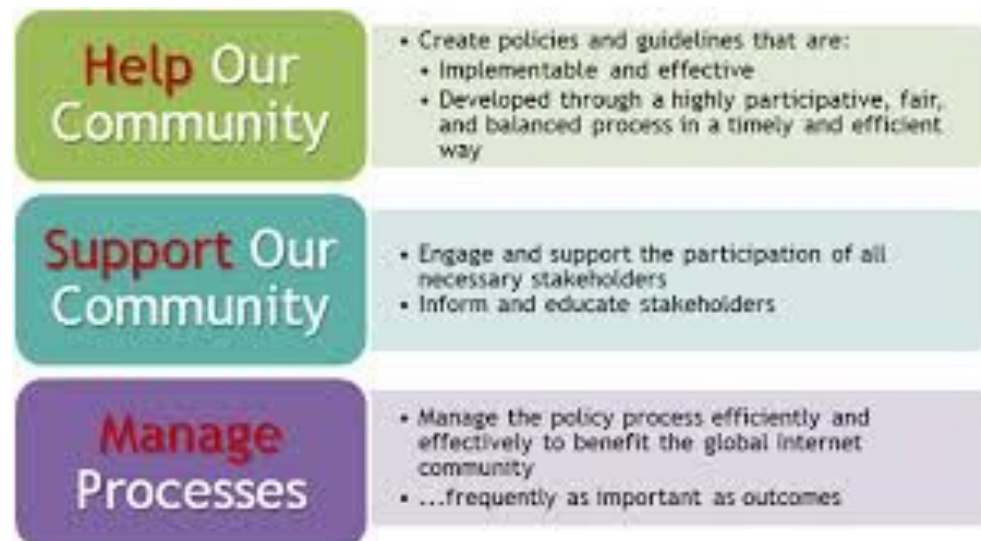 Help Our
Community
• Create policies and guidelines that are:
• Implementable and effective
• Developed through a highly participative, fair,
and balanced process in a timely and efficient
way
Support Our
Community
• Engage and support the participation of all
necessary stakeholders
• Inform and educate stakeholders
Manage
Processes
• Manage the policy process efficiently and
effectively to benefit the global Internet
community
• ...frequently as important as outcomes